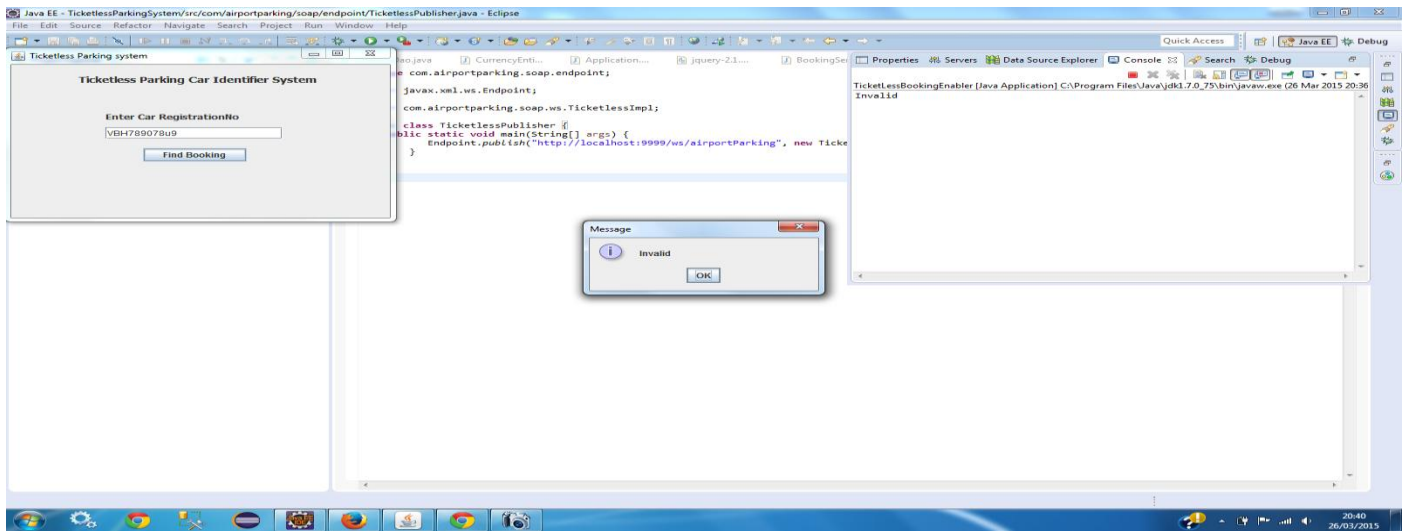 Java EE - TicketlessParkingSystem/src/com/airportparking/soap/endpoint/TicketlessPublisher.java - Eclipse
File Edit Source Refactor Navigate Search Project Run Window Help
Quick Access Java EE Debug
Ticketless Parking system
Ticketless Parking Car Identifier System
Enter Car RegistrationNo
VBH789078u9
Find Booking
ao.java CurrencyEnti... Application.... jquery-2.1.... BookingSe
e com.airportparking.soap.endpoint;
javax.xml.ws.Endpoint;
com.airportparking.soap.ws.TicketlessImpl;
class TicketlessPublisher {
blic static void main(String[] args) {
Endpoint.publish("http://localhost:9999/ws/airportParking", new Ticke
}
Properties Servers Data Source Explorer Console Search Debug
TicketLessBookingEnabler [Java Application] C:\Program Files\Java\jdk1.7.0_75\bin\javaw.exe (26 Mar 2015 20:36
Invalid
Message
Invalid
OK
20:40
26/03/2015